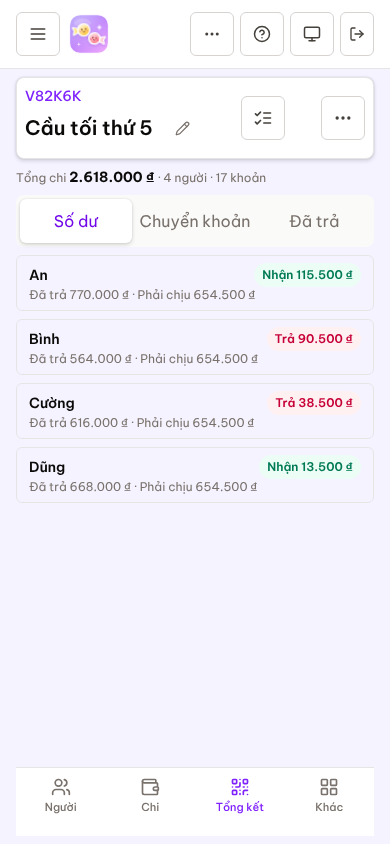 V82K6K
Cầu tối thứ 5
Tổng chi 2.618.000 ₫ · 4 người · 17 khoản
Số dư Chuyển khoản Đã trả
An Nhận 115.500 ₫
Đã trả 770.000 ₫ · Phải chịu 654.500 ₫
Bình Trả 90.500 ₫
Đã trả 564.000 ₫ · Phải chịu 654.500 ₫
Cường Trả 38.500 ₫
Đã trả 616.000 ₫ · Phải chịu 654.500 ₫
Dũng Nhận 13.500 ₫
Đã trả 668.000 ₫ · Phải chịu 654.500 ₫
Người Chi Tổng kết Khác